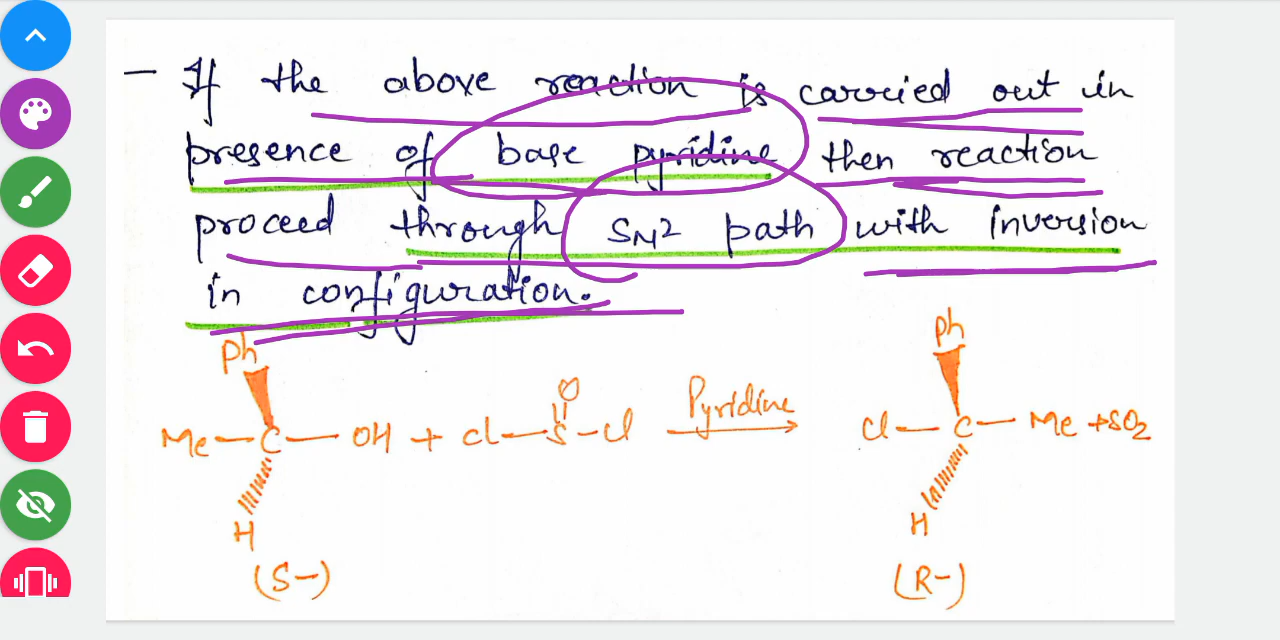 - If the above reaction is carried out in
presence of base pyridine then reaction
proceed through SN2 path with inversion
in configuration.
Ph
Me-C-OH + Cl-S-Cl Pyridine
O
H
(S-)
Ph
Cl-C-Me +SO2
H
(R-)